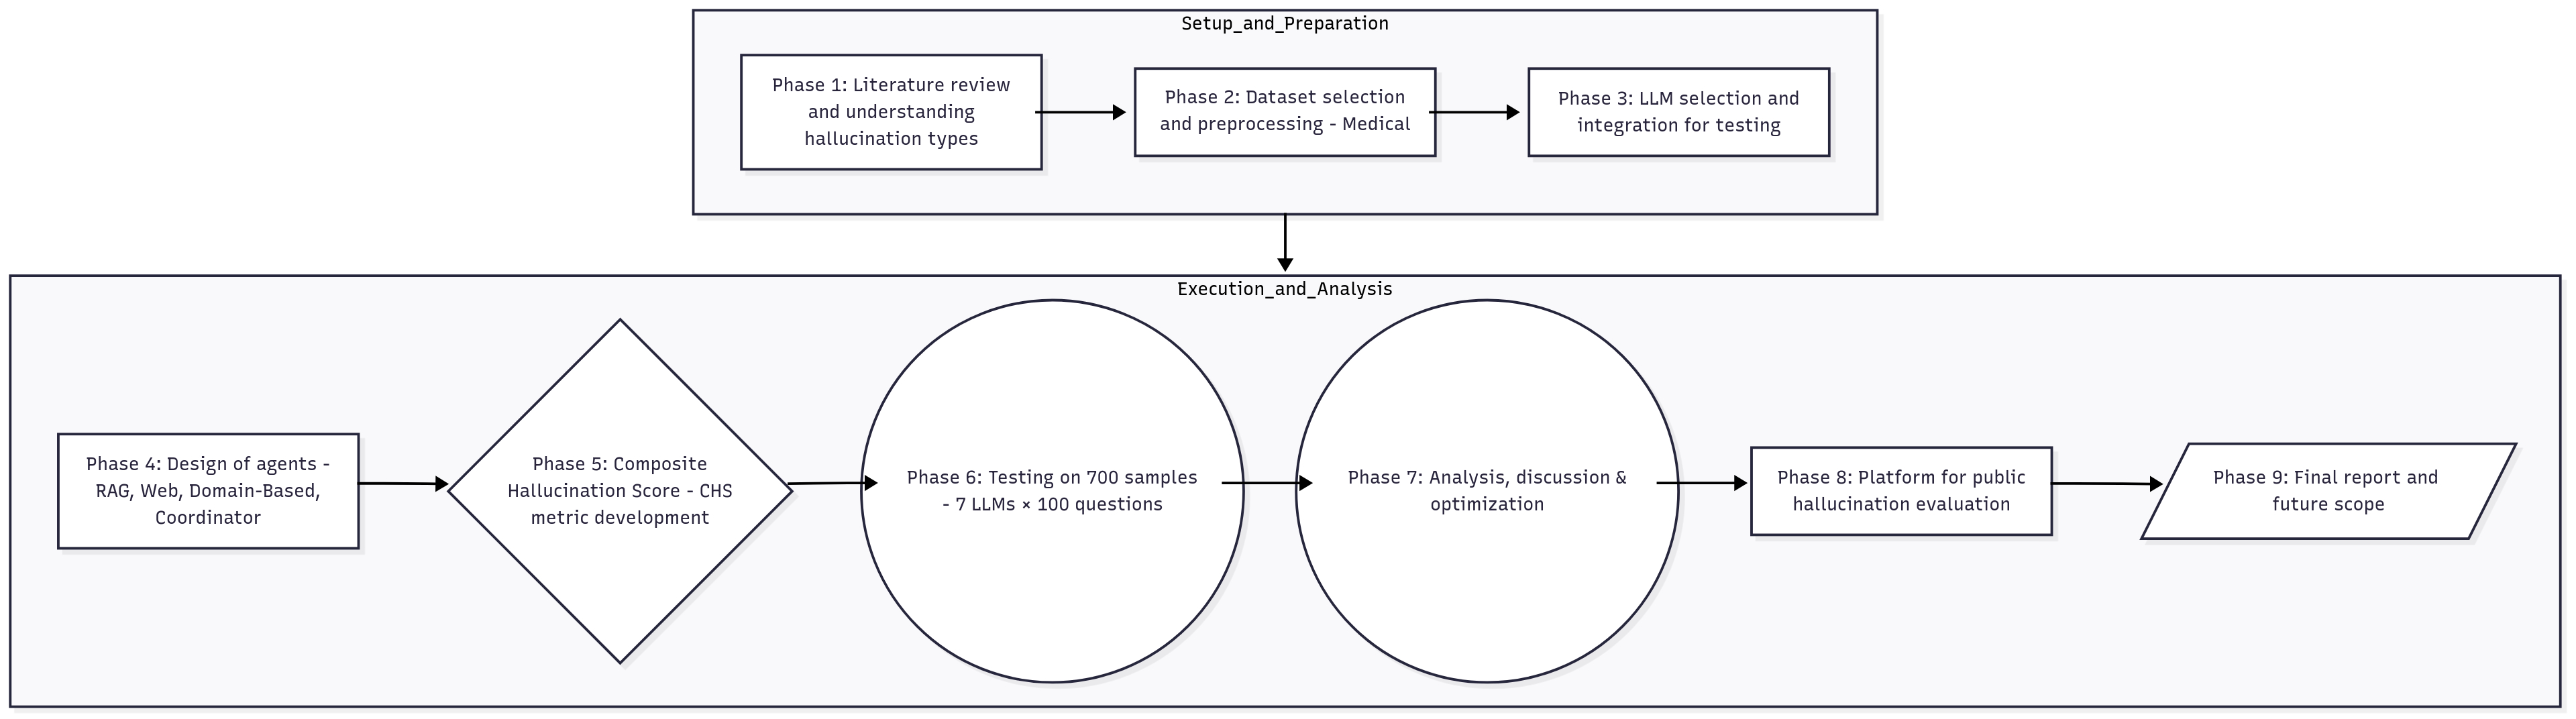 Setup_and_Preparation
Phase 1: Literature review
and understanding
hallucination types
Phase 2: Dataset selection
and preprocessing - Medical
Phase 3: LLM selection and
integration for testing
Execution_and_Analysis
Phase 4: Design of agents -
RAG, Web, Domain-Based,
Coordinator
Phase 5: Composite
Hallucination Score - CHS
metric development
Phase 6: Testing on 700 samples
- 7 LLMs × 100 questions
Phase 7: Analysis, discussion &
optimization
Phase 8: Platform for public
hallucination evaluation
Phase 9: Final report and
future scope